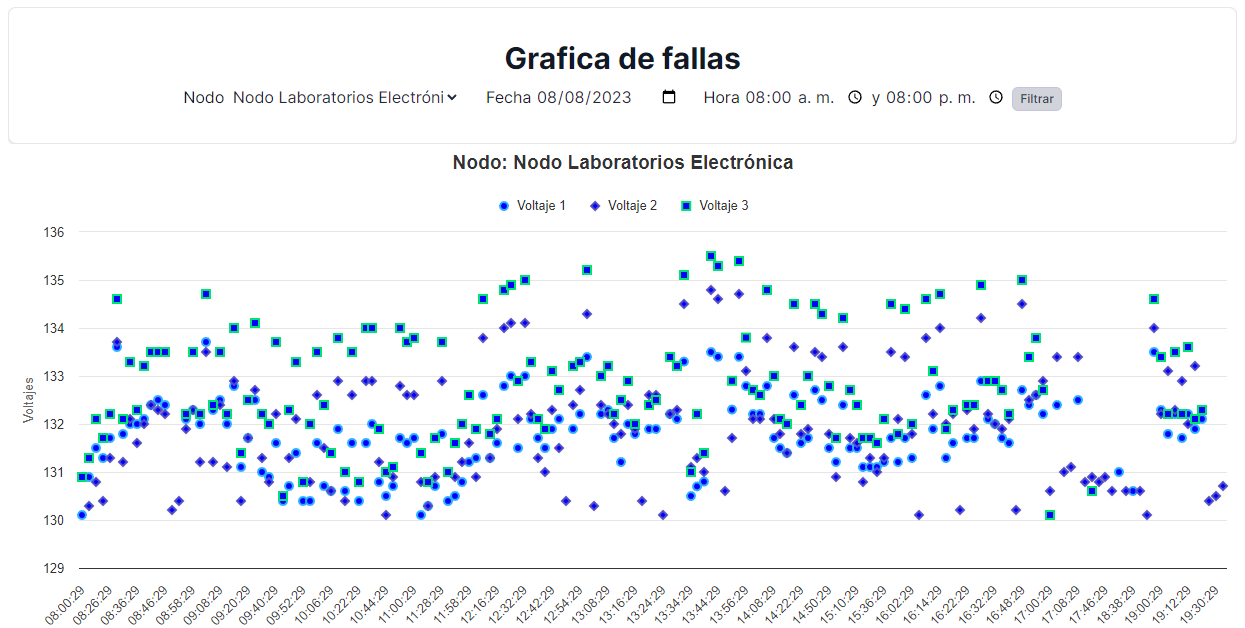 Grafica de fallas
Nodo Nodo Laboratorios Electróni Fecha 08/08/2023 Hora 08:00 a. m. y 08:00 p. m. Filtrar
Nodo: Nodo Laboratorios Electrónica
Voltaje 1 Voltaje 2 Voltaje 3
136
135
134
133
132
131
130
129
Voltajes
08:00:29 08:26:29 08:36:29 08:46:29 08:58:29 09:08:29 09:20:29 09:40:29 09:52:29 10:06:29 10:22:29 10:44:29 11:00:29 11:28:29 11:58:29 12:16:29 12:32:29 12:42:29 12:54:29 13:08:29 13:16:29 13:24:29 13:34:29 13:44:29 13:56:29 14:08:29 14:22:29 14:50:29 15:10:29 15:36:29 16:02:29 16:14:29 16:22:29 16:32:29 16:48:29 17:00:29 17:08:29 17:46:29 18:38:29 19:00:29 19:12:29 19:30:29